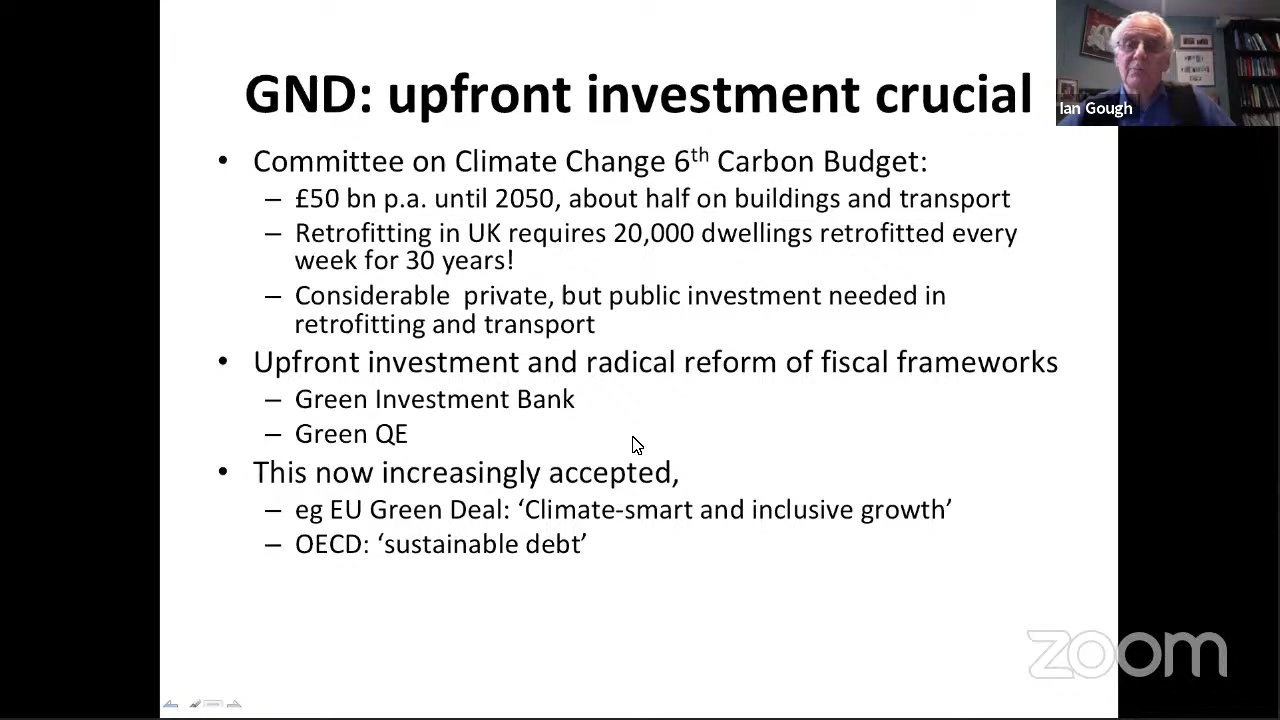 GND: upfront investment crucial
Ian Gough
• Committee on Climate Change 6th Carbon Budget:
– £50 bn p.a. until 2050, about half on buildings and transport
– Retrofitting in UK requires 20,000 dwellings retrofitted every
week for 30 years!
– Considerable  private, but public investment needed in
retrofitting and transport
• Upfront investment and radical reform of fiscal frameworks
– Green Investment Bank
– Green QE
• This now increasingly accepted,
– eg EU Green Deal: ‘Climate-smart and inclusive growth’
– OECD: ‘sustainable debt’
zoom